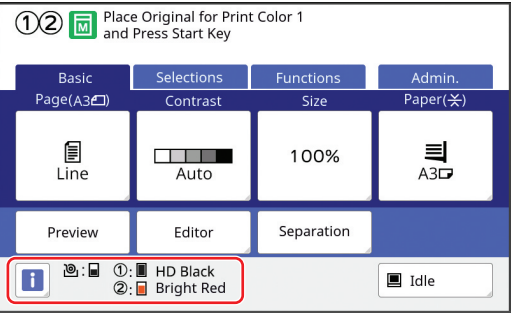 ①② M Place Original for Print Color 1
and Press Start Key
Basic Selections Functions Admin.
Page(A3) Contrast Size Paper(⚹)
Line Auto 100% A3
Preview Editor Separation
i : ①: HD Black
②: Bright Red
Idle